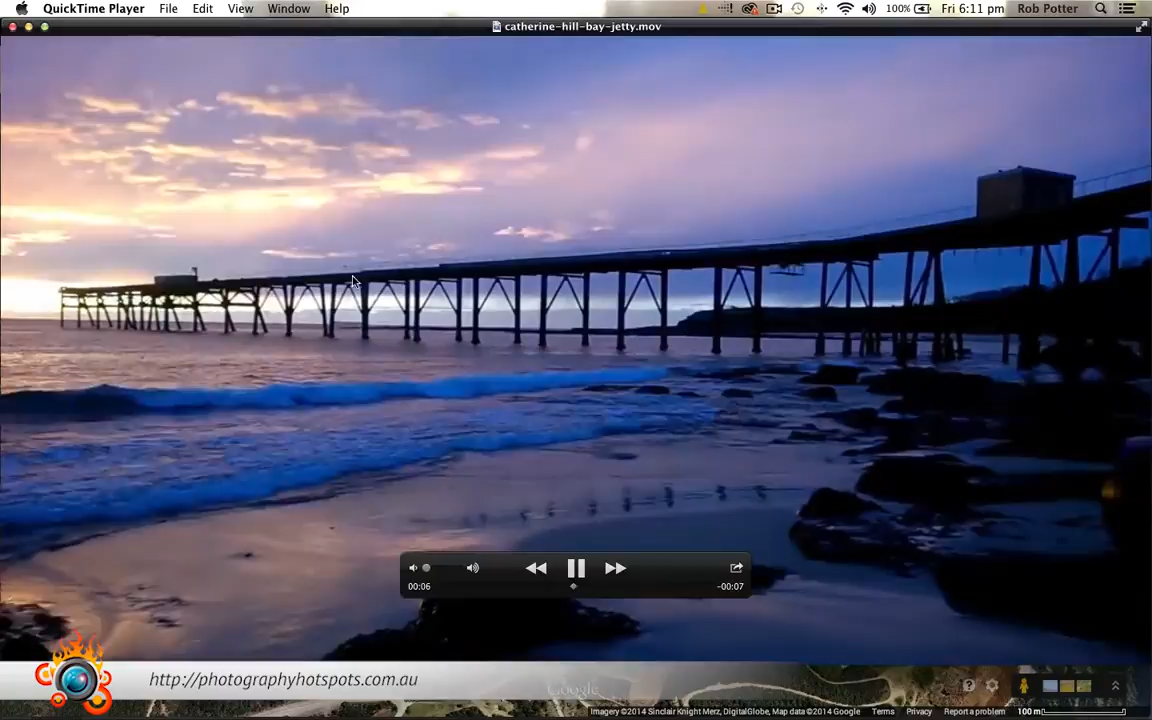 QuickTime Player File Edit View Window Help 100% Fri 6:11 pm Rob Potter
catherine-hill-bay-jetty.mov
00:06 -00:07
http://photographyhotspots.com.au
Google
Imagery ©2014 Sinclair Knight Merz, DigitalGlobe, Map data ©2014 Google Terms Privacy Report a problem 100 m